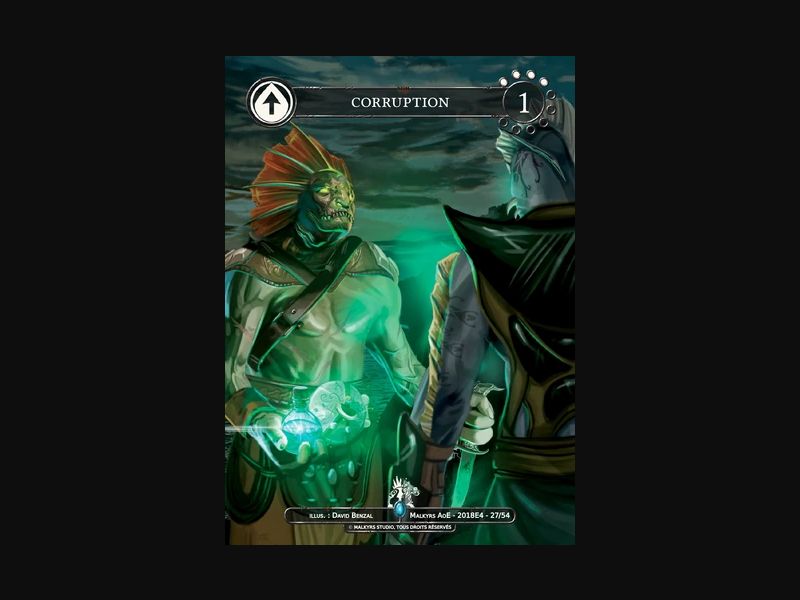 CORRUPTION
1
ILLUS. : DAVID BENZAL
MALKYRS AOE - 2018E4 - 27/54
© MALKYRS STUDIO, TOUS DROITS RÉSERVÉS